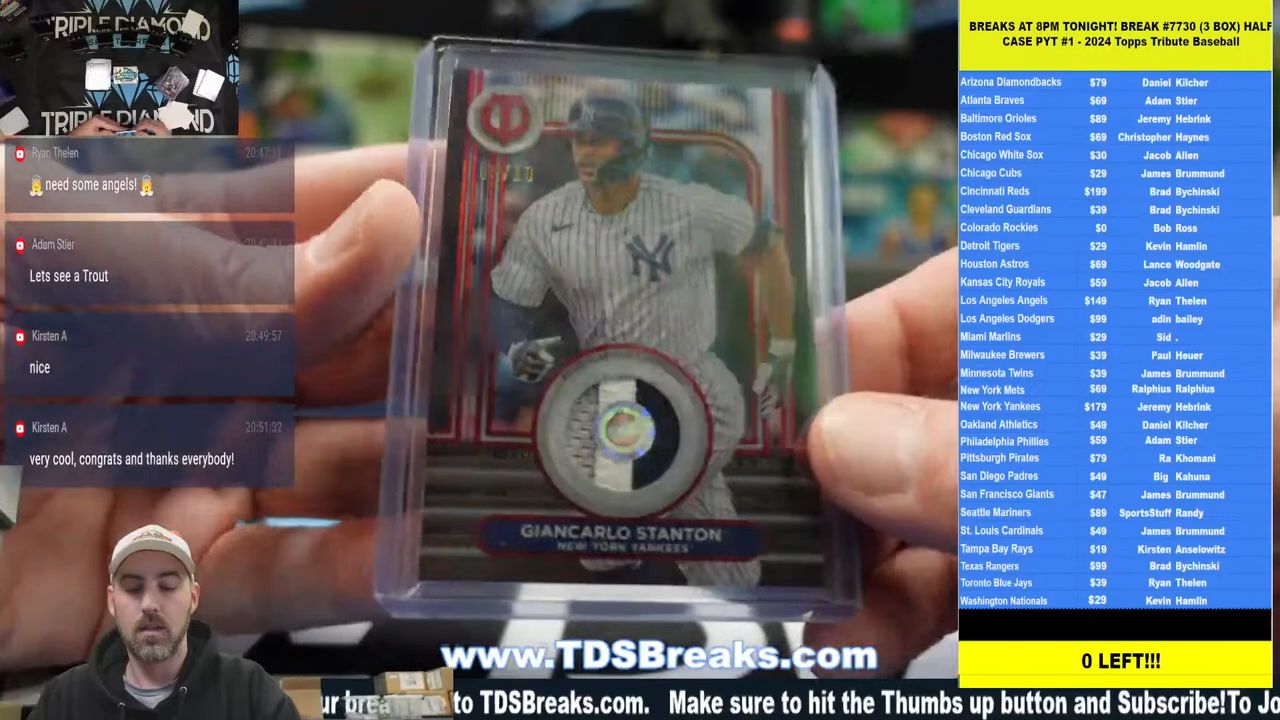 TRIPLE DIAMOND
TRIPLE DIAMOND
Ryan Thelen 20:47:11
need some angels!
Adam Stier
Lets see a Trout
Kirsten A 20:49:57
nice
Kirsten A 20:51:32
very cool, congrats and thanks everybody!
NY
GIANCARLO STANTON
NEW YORK YANKEES
www.TDSBreaks.com
to TDSBreaks.com. Make sure to hit the Thumbs up button and Subscribe!To
BREAKS AT 8PM TONIGHT! BREAK #7730 (3 BOX) HALF
CASE PYT #1 - 2024 Topps Tribute Baseball
Arizona Diamondbacks $79 Daniel Kilcher
Atlanta Braves $69 Adam Stier
Baltimore Orioles $89 Jeremy Hebrink
Boston Red Sox $69 Christopher Haynes
Chicago White Sox $30 Jacob Allen
Chicago Cubs $29 James Brummund
Cincinnati Reds $199 Brad Bychinski
Cleveland Guardians $39 Brad Bychinski
Colorado Rockies $0 Bob Ross
Detroit Tigers $29 Kevin Hamlin
Houston Astros $69 Lance Woodgate
Kansas City Royals $59 Jacob Allen
Los Angeles Angels $149 Ryan Thelen
Los Angeles Dodgers $99 adin bailey
Miami Marlins $29 Sid .
Milwaukee Brewers $39 Paul Heuer
Minnesota Twins $39 James Brummund
New York Mets $69 Ralphius Ralphius
New York Yankees $179 Jeremy Hebrink
Oakland Athletics $49 Daniel Kilcher
Philadelphia Phillies $59 Adam Stier
Pittsburgh Pirates $79 Ra Khomani
San Diego Padres $49 Big Kahuna
San Francisco Giants $47 James Brummund
Seattle Mariners $89 SportsStuff Randy
St. Louis Cardinals $49 James Brummund
Tampa Bay Rays $19 Kirsten Anselowitz
Texas Rangers $99 Brad Bychinski
Toronto Blue Jays $39 Ryan Thelen
Washington Nationals $29 Kevin Hamlin
0 LEFT!!!